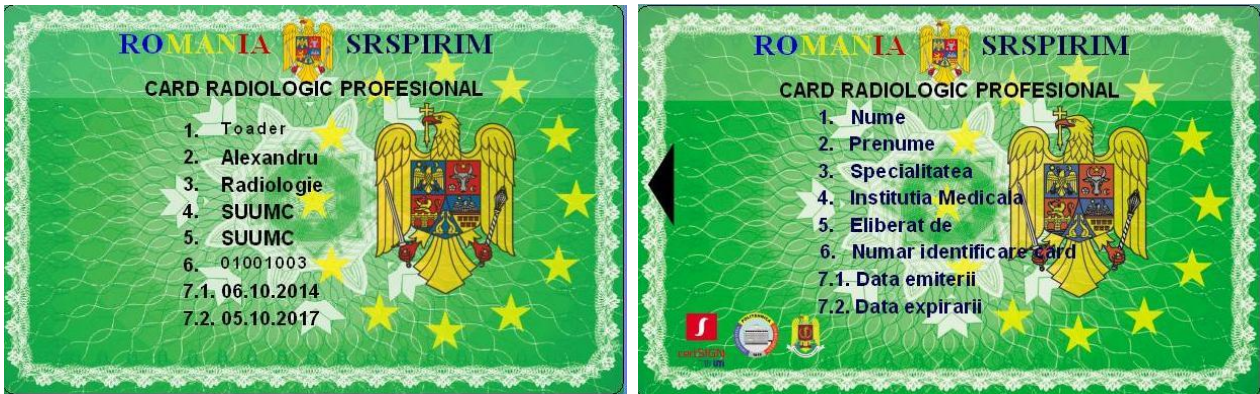 ROMANIA SRSPIRIM
CARD RADIOLOGIC PROFESIONAL
1. Toader
2. Alexandru
3. Radiologie
4. SUUMC
5. SUUMC
6. 01001003
7.1. 06.10.2014
7.2. 05.10.2017
ROMANIA SRSPIRIM
CARD RADIOLOGIC PROFESIONAL
1. Nume
2. Prenume
3. Specialitatea
4. Institutia Medicala
5. Eliberat de
6. Numar identificare card
7.1. Data emiterii
7.2. Data expirarii
certSIGN